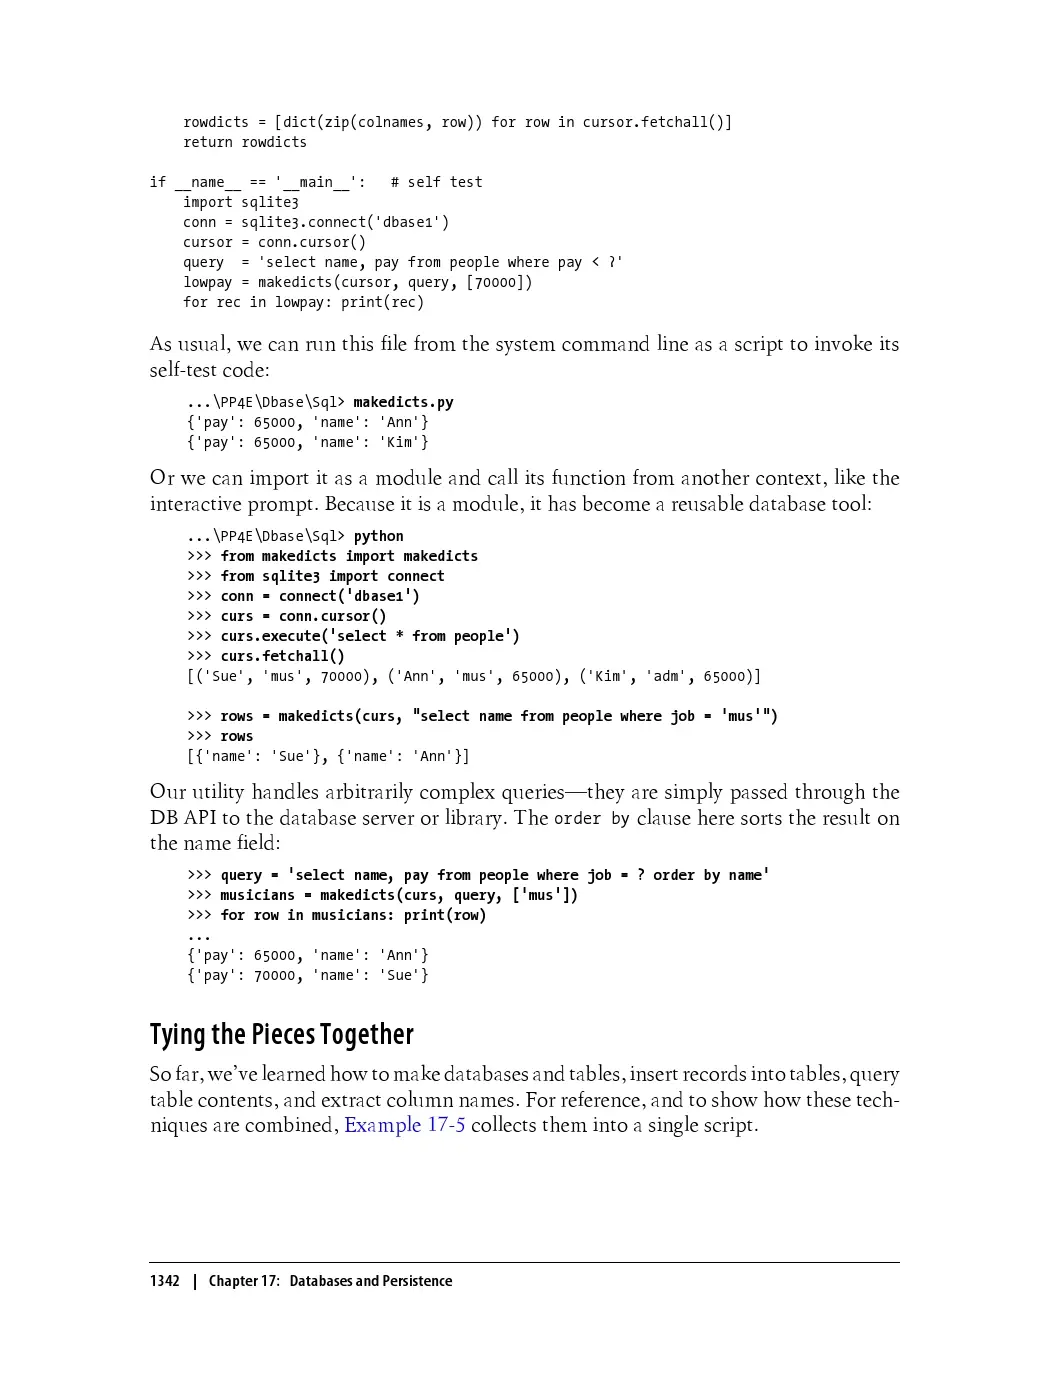 rowdicts = [dict(zip(colnames, row)) for row in cursor.fetchall()]
    return rowdicts

if __name__ == '__main__':   # self test
    import sqlite3
    conn = sqlite3.connect('dbase1')
    cursor = conn.cursor()
    query  = 'select name, pay from people where pay < ?'
    lowpay = makedicts(cursor, query, [70000])
    for rec in lowpay: print(rec)
As usual, we can run this file from the system command line as a script to invoke its
self-test code:
...\PP4E\Dbase\Sql> makedicts.py
{'pay': 65000, 'name': 'Ann'}
{'pay': 65000, 'name': 'Kim'}
Or we can import it as a module and call its function from another context, like the
interactive prompt. Because it is a module, it has become a reusable database tool:
...\PP4E\Dbase\Sql> python
>>> from makedicts import makedicts
>>> from sqlite3 import connect
>>> conn = connect('dbase1')
>>> curs = conn.cursor()
>>> curs.execute('select * from people')
>>> curs.fetchall()
[('Sue', 'mus', 70000), ('Ann', 'mus', 65000), ('Kim', 'adm', 65000)]

>>> rows = makedicts(curs, "select name from people where job = 'mus'")
>>> rows
[{'name': 'Sue'}, {'name': 'Ann'}]
Our utility handles arbitrarily complex queries—they are simply passed through the
DB API to the database server or library. The order by clause here sorts the result on
the name field:
>>> query = 'select name, pay from people where job = ? order by name'
>>> musicians = makedicts(curs, query, ['mus'])
>>> for row in musicians: print(row)
...
{'pay': 65000, 'name': 'Ann'}
{'pay': 70000, 'name': 'Sue'}
Tying the Pieces Together
So far, we've learned how to make databases and tables, insert records into tables, query
table contents, and extract column names. For reference, and to show how these tech-
niques are combined, Example 17-5 collects them into a single script.
1342 | Chapter 17: Databases and Persistence